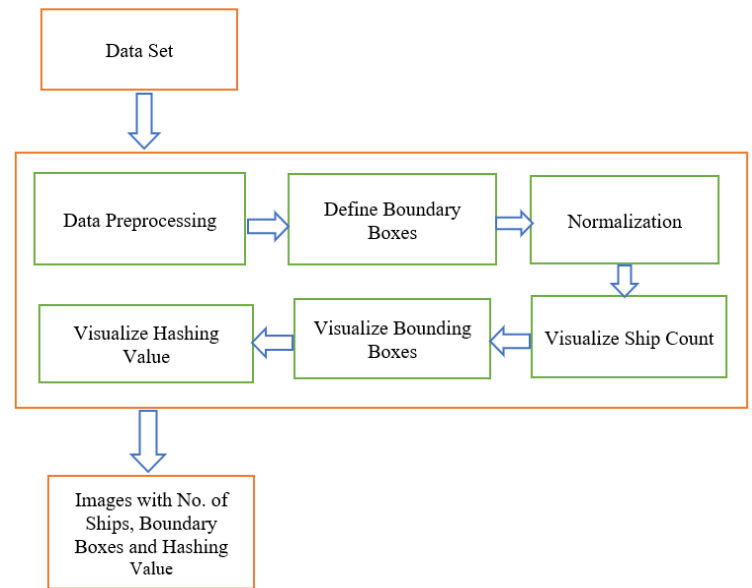 Data Set
Data Preprocessing
Define Boundary
Boxes
Normalization
Visualize Hashing
Value
Visualize Bounding
Boxes
Visualize Ship Count
Images with No. of
Ships, Boundary
Boxes and Hashing
Value